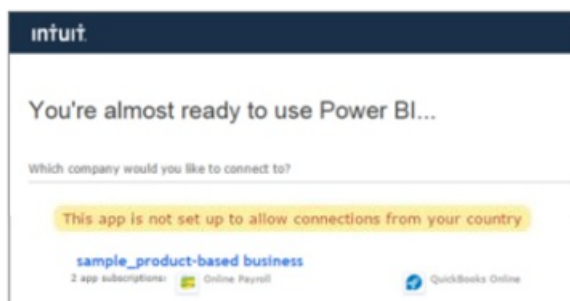 intuit.
You're almost ready to use Power BI...
Which company would you like to connect to?
This app is not set up to allow connections from your country
sample_product-based business
2 app subscriptions: Online Payroll QuickBooks Online